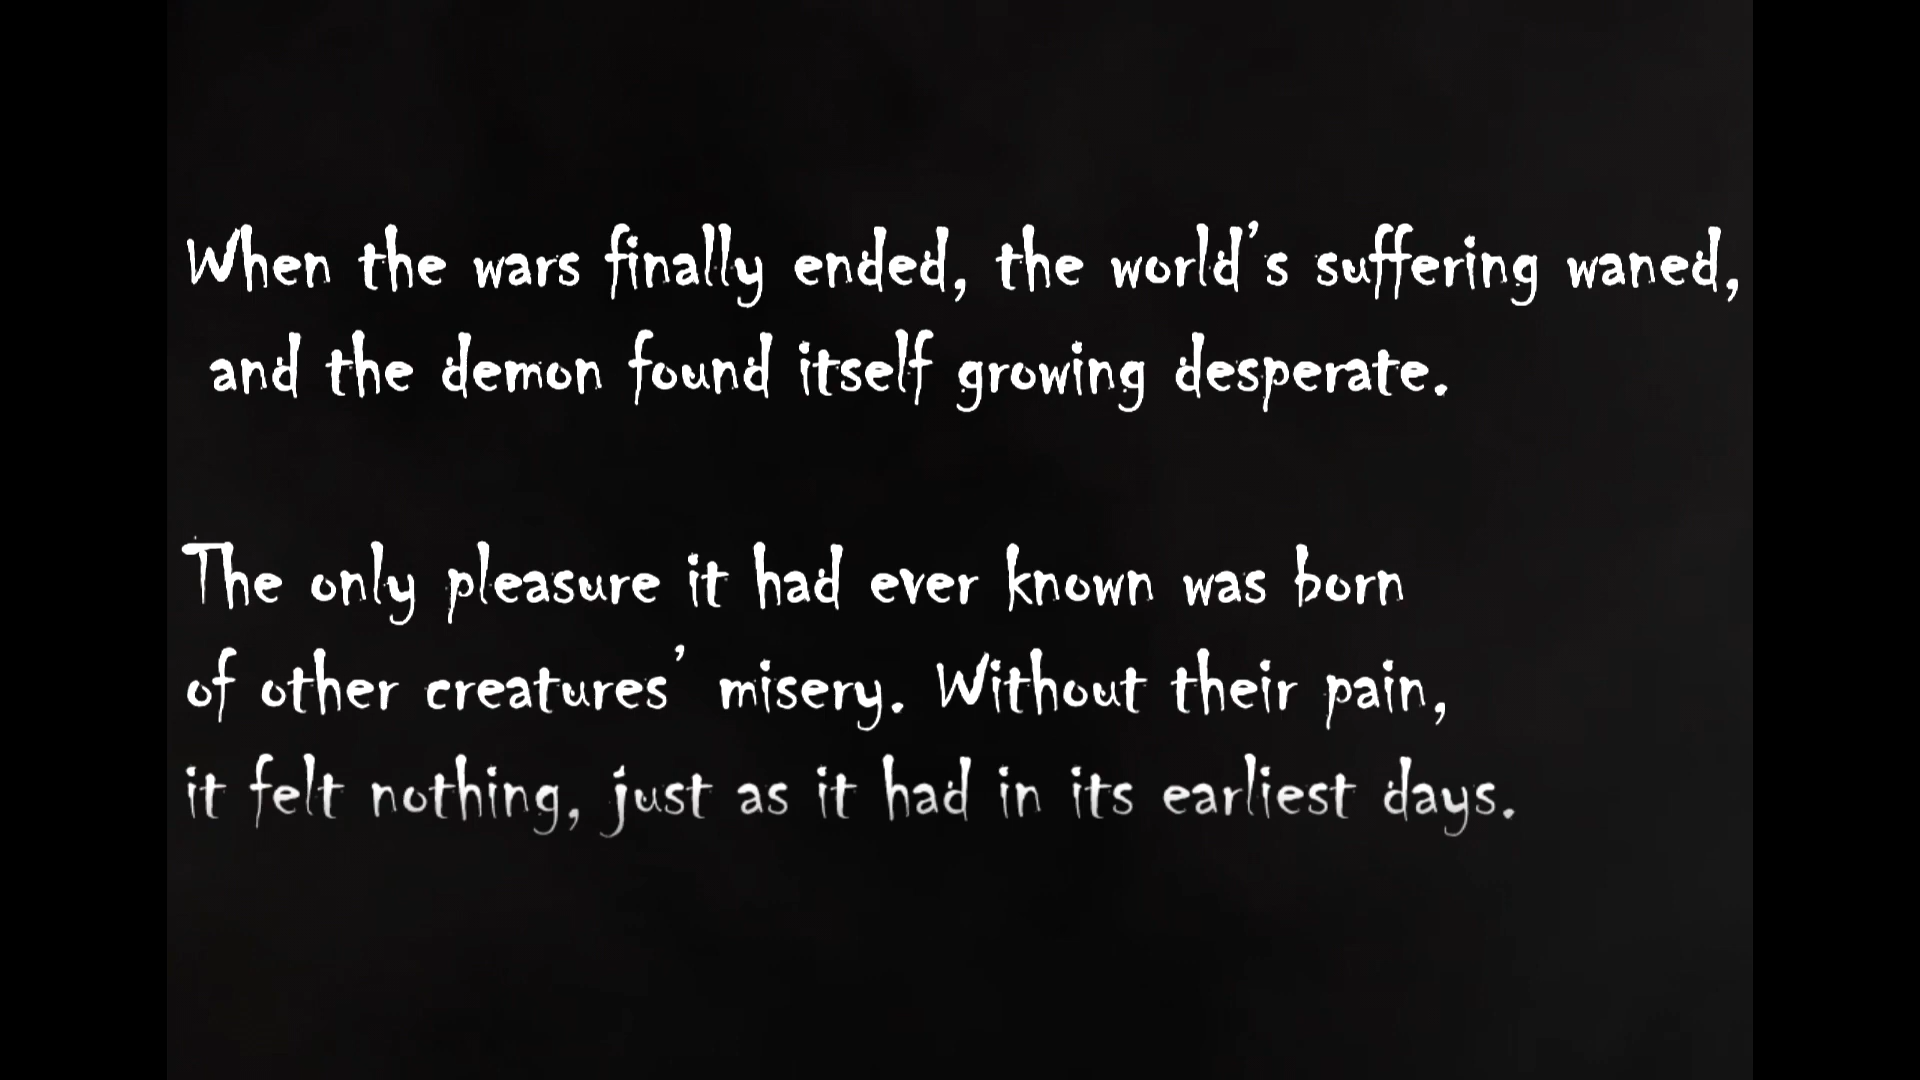 When the wars finally ended, the world's suffering waned,
and the demon found itself growing desperate.
The only pleasure it had ever known was born
of other creatures' misery. Without their pain,
it felt nothing, just as it had in its earliest days.